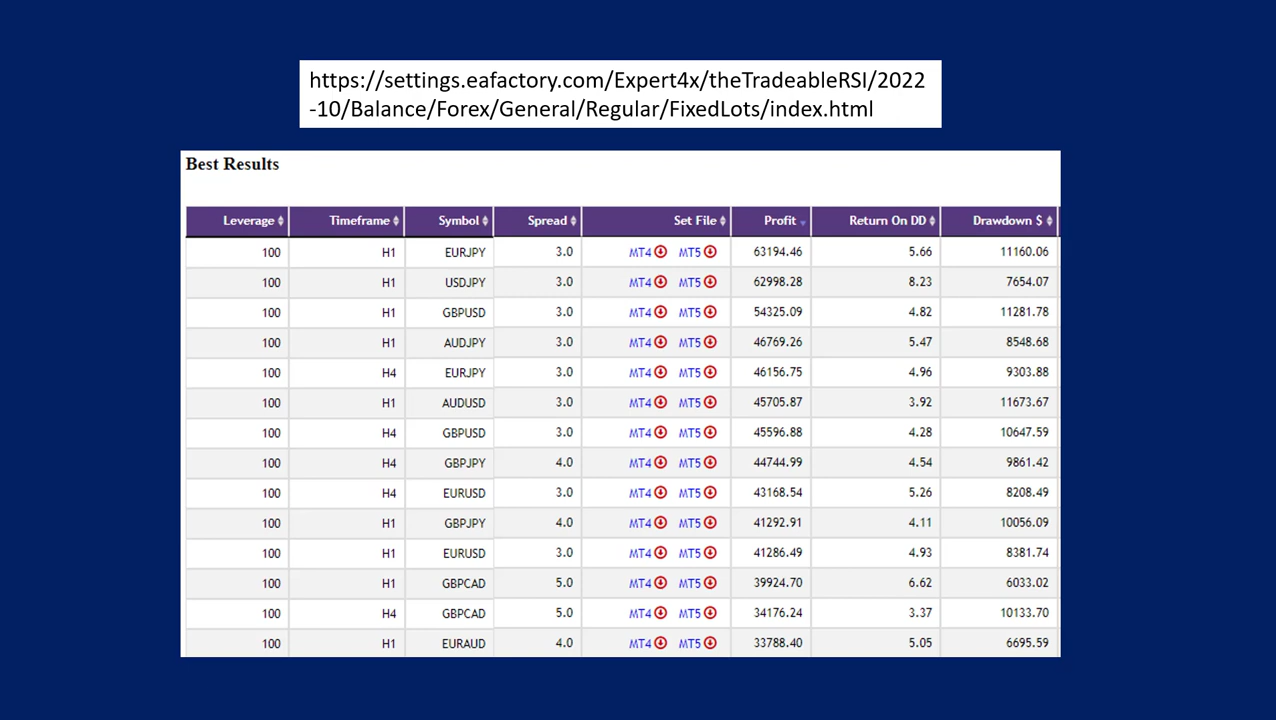 https://settings.eafactory.com/Expert4x/theTradeableRSI/2022
-10/Balance/Forex/General/Regular/FixedLots/index.html
Best Results
Leverage Timeframe Symbol Spread Set File Profit Return On DD Drawdown $
100 H1 EURJPY 3.0 MT4 MT5 63194.46 5.66 11160.06
100 H1 USDJPY 3.0 MT4 MT5 62998.28 8.23 7654.07
100 H1 GBPUSD 3.0 MT4 MT5 54325.09 4.82 11281.78
100 H1 AUDJPY 3.0 MT4 MT5 46769.26 5.47 8548.68
100 H4 EURJPY 3.0 MT4 MT5 46156.75 4.96 9303.88
100 H1 AUDUSD 3.0 MT4 MT5 45705.87 3.92 11673.67
100 H4 GBPUSD 3.0 MT4 MT5 45596.88 4.28 10647.59
100 H4 GBPJPY 4.0 MT4 MT5 44744.99 4.54 9861.42
100 H4 EURUSD 3.0 MT4 MT5 43168.54 5.26 8208.49
100 H1 GBPJPY 4.0 MT4 MT5 41292.91 4.11 10056.09
100 H1 EURUSD 3.0 MT4 MT5 41286.49 4.93 8381.74
100 H1 GBPCAD 5.0 MT4 MT5 39924.70 6.62 6033.02
100 H4 GBPCAD 5.0 MT4 MT5 34176.24 3.37 10133.70
100 H1 EURAUD 4.0 MT4 MT5 33788.40 5.05 6695.59